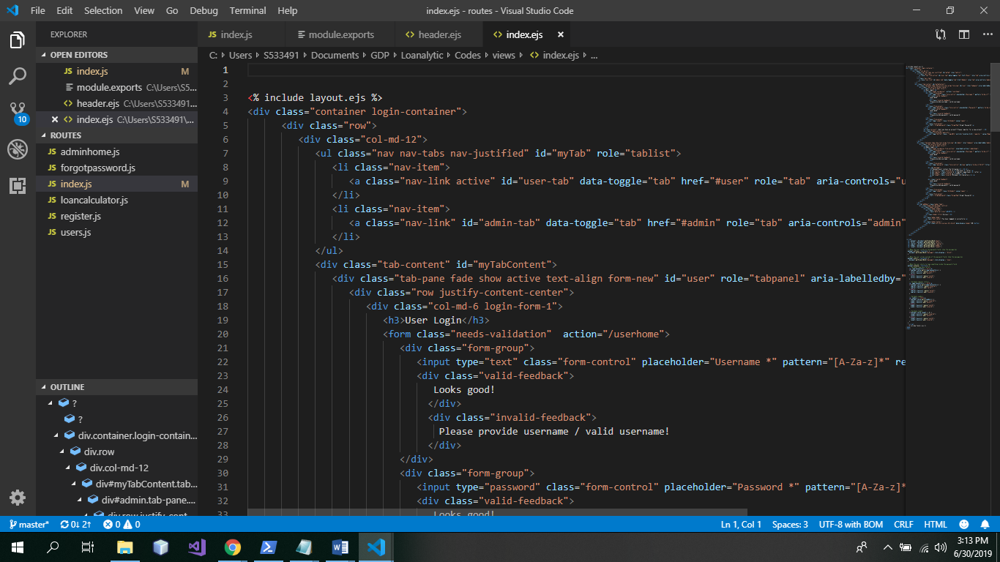 File Edit Selection View Go Debug Terminal Help
index.ejs - routes - Visual Studio Code
EXPLORER
OPEN EDITORS
JS index.js M
module.exports C:\Users\S5...
header.ejs C:\Users\S533491...
index.ejs C:\Users\S533491\...
ROUTES
JS adminhome.js
JS forgotpassword.js
JS index.js M
JS loancalculator.js
JS register.js
JS users.js
10
OUTLINE
?
?
div.container.login-contain...
div.row
div.col-md-12
div#myTabContent.tab...
div#admin.tab-pane....
div.row.justify-cont...
JS index.js module.exports header.ejs index.ejs
C: Users S533491 Documents GDP Loanalytic Codes views index.ejs ...
1
2
3 <% include layout.ejs %>
4 <div class="container login-container">
5 <div class="row">
6 <div class="col-md-12">
7 <ul class="nav nav-tabs nav-justified" id="myTab" role="tablist">
8 <li class="nav-item">
9 <a class="nav-link active" id="user-tab" data-toggle="tab" href="#user" role="tab" aria-controls="u
10 </li>
11 <li class="nav-item">
12 <a class="nav-link" id="admin-tab" data-toggle="tab" href="#admin" role="tab" aria-controls="admin"
13 </li>
14 </ul>
15 <div class="tab-content" id="myTabContent">
16 <div class="tab-pane fade show active text-align form-new" id="user" role="tabpanel" aria-labelledby="
17 <div class="row justify-content-center">
18 <div class="col-md-6 login-form-1">
19 <h3>User Login</h3>
20 <form class="needs-validation"  action="/userhome">
21 <div class="form-group">
22 <input type="text" class="form-control" placeholder="Username *" pattern="[A-Za-z]*" re
23 <div class="valid-feedback">
24 Looks good!
25 </div>
26 <div class="invalid-feedback">
27 Please provide username / valid username!
28 </div>
29 </div>
30 <div class="form-group">
31 <input type="password" class="form-control" placeholder="Password *" pattern="[A-Za-z]*
32 <div class="valid-feedback">
33 Looks good!
master* 0↓ 2↑ 0 0
Ln 1, Col 1 Spaces: 3 UTF-8 with BOM CRLF HTML
3:13 PM
6/30/2019